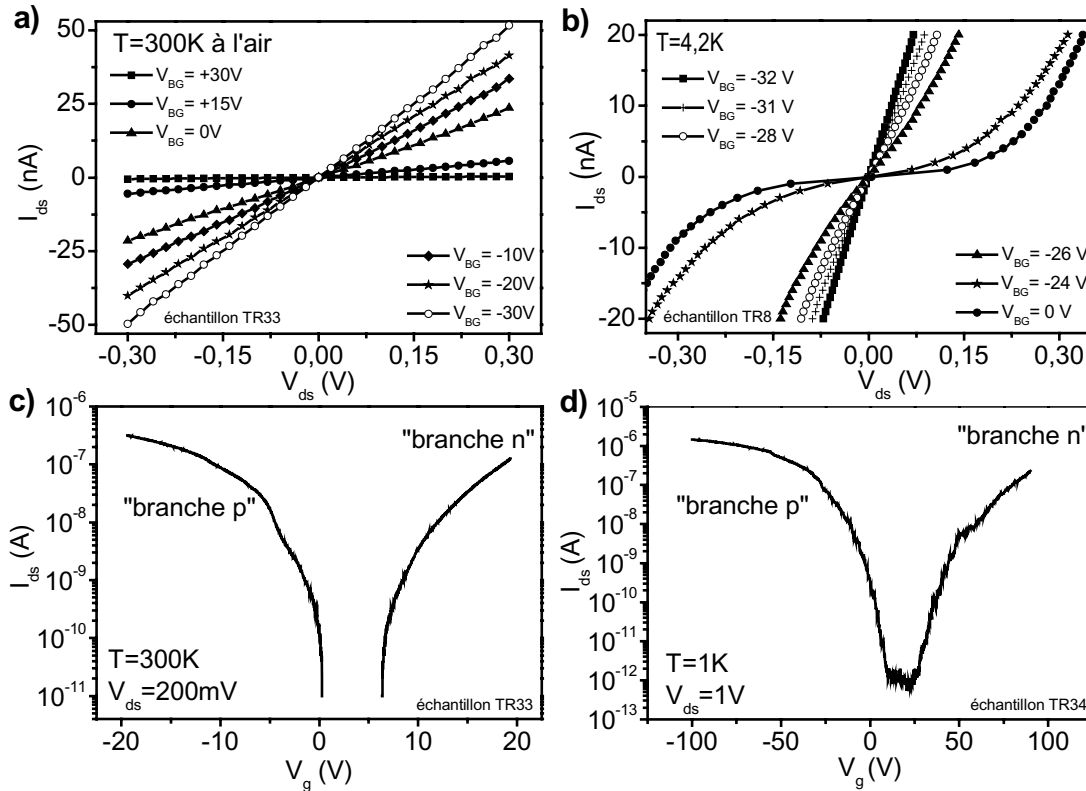 a)
50
25
0
-25
-50
I_ds (nA)
T=300K à l'air
V_BG= +30V
V_BG= +15V
V_BG= 0V
V_BG= -10V
V_BG= -20V
V_BG= -30V
échantillon TR33
-0,30 -0,15 0,00 0,15 0,30
V_ds (V)
b)
20
10
0
-10
-20
I_ds (nA)
T=4,2K
V_BG= -32 V
V_BG= -31 V
V_BG= -28 V
V_BG= -26 V
V_BG= -24 V
V_BG= 0 V
échantillon TR8
-0,30 -0,15 0,00 0,15 0,30
V_ds (V)
c)
10^-6
10^-7
10^-8
10^-9
10^-10
10^-11
I_ds (A)
"branche n"
"branche p"
T=300K
V_ds=200mV
échantillon TR33
-20 -10 0 10 20
V_g (V)
d)
10^-5
10^-6
10^-7
10^-8
10^-9
10^-10
10^-11
10^-12
10^-13
I_ds (A)
"branche n"
"branche p"
T=1K
V_ds=1V
échantillon TR34
-100 -50 0 50 100
V_g (V)